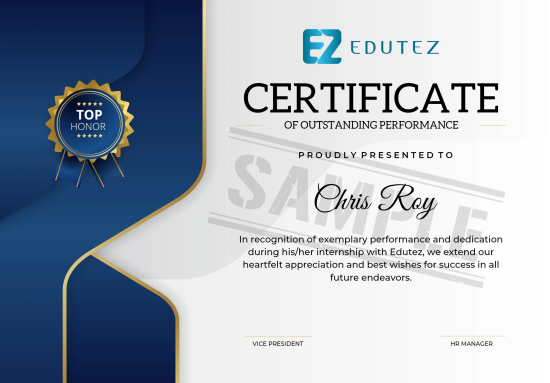 EZ EDUTEZ
CERTIFICATE
OF OUTSTANDING PERFORMANCE
PROUDLY PRESENTED TO
SAMPLE
Chris Roy
In recognition of exemplary performance and dedication
during his/her internship with Edutez, we extend our
heartfelt appreciation and best wishes for success in all
future endeavors.
VICE PRESIDENT
HR MANAGER
TOP
HONOR